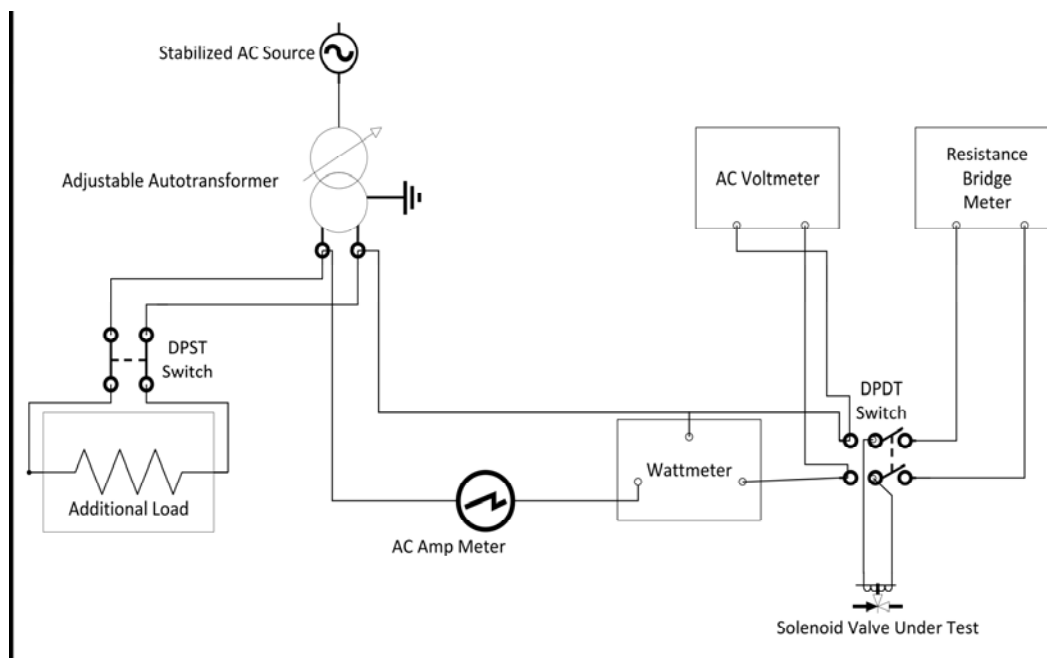 Stabilized AC Source
Adjustable Autotransformer
AC Voltmeter
Resistance
Bridge
Meter
DPST
Switch
DPDT
Switch
Wattmeter
Additional Load
AC Amp Meter
Solenoid Valve Under Test